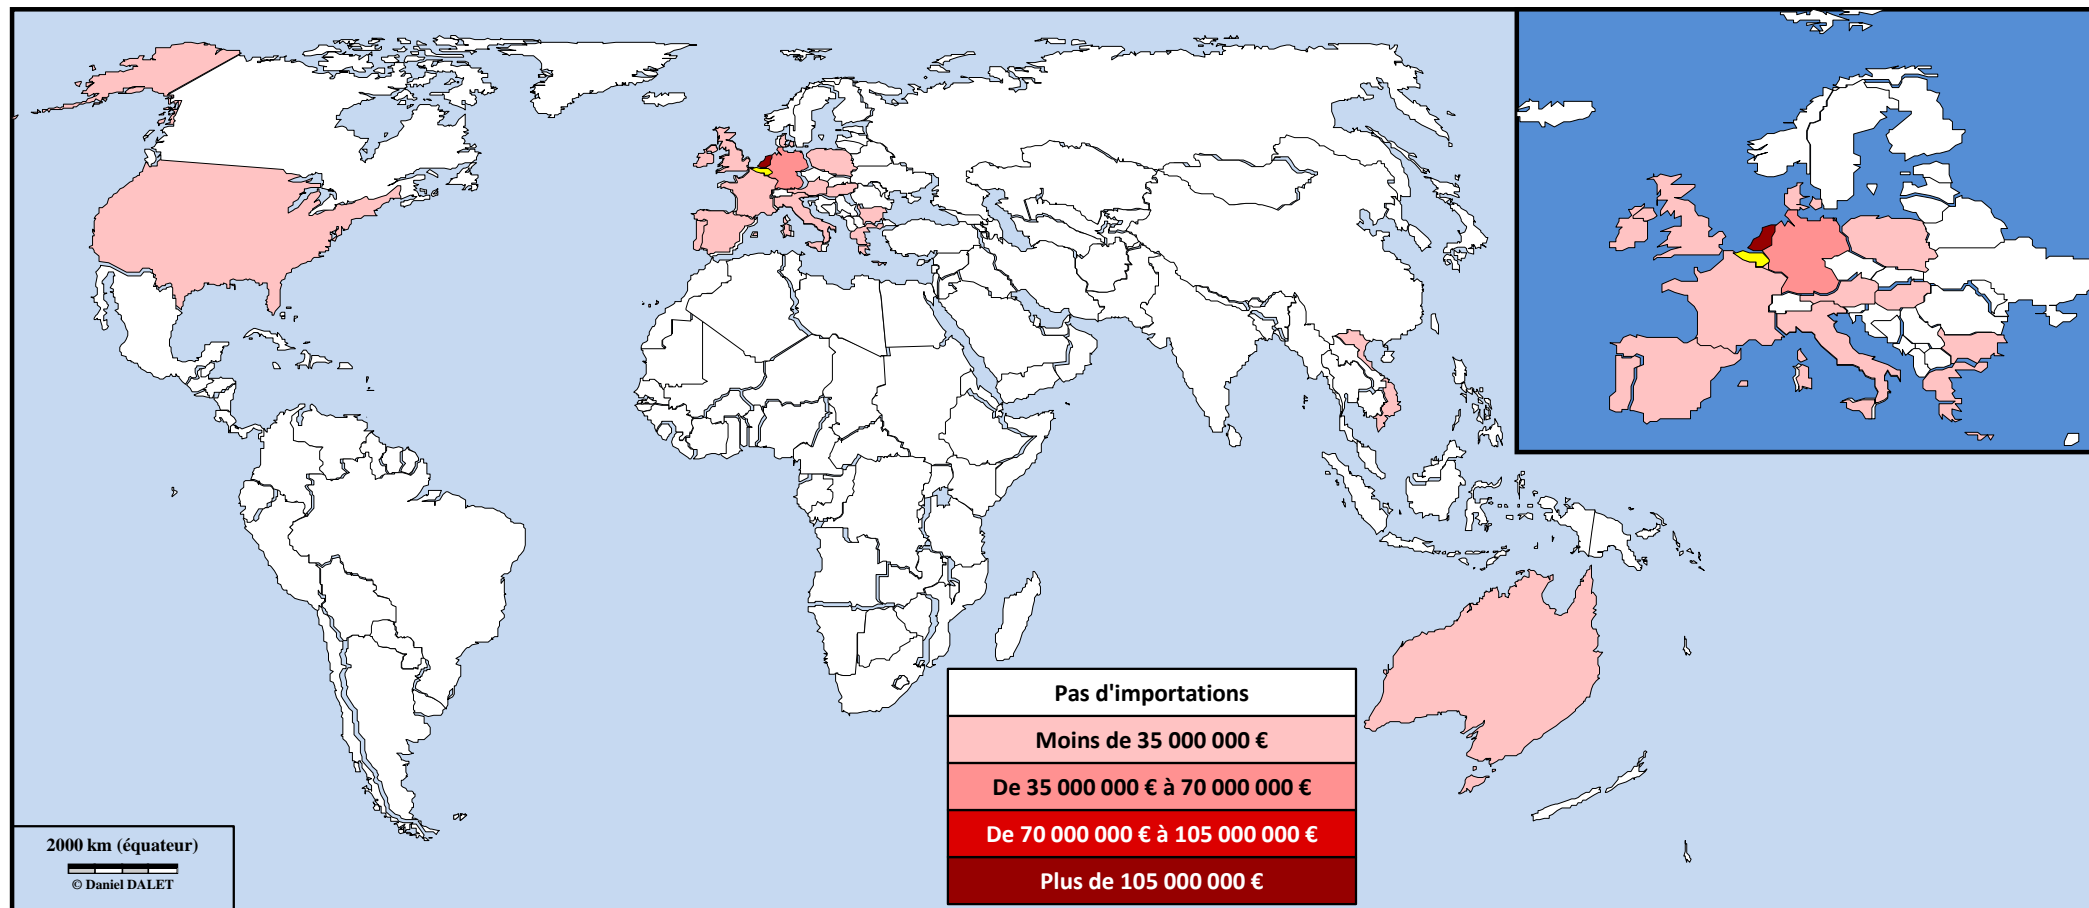 Pas d'importations
Moins de 35 000 000 €
De 35 000 000 € à 70 000 000 €
De 70 000 000 € à 105 000 000 €
Plus de 105 000 000 €
2000 km (équateur)
© Daniel DALET